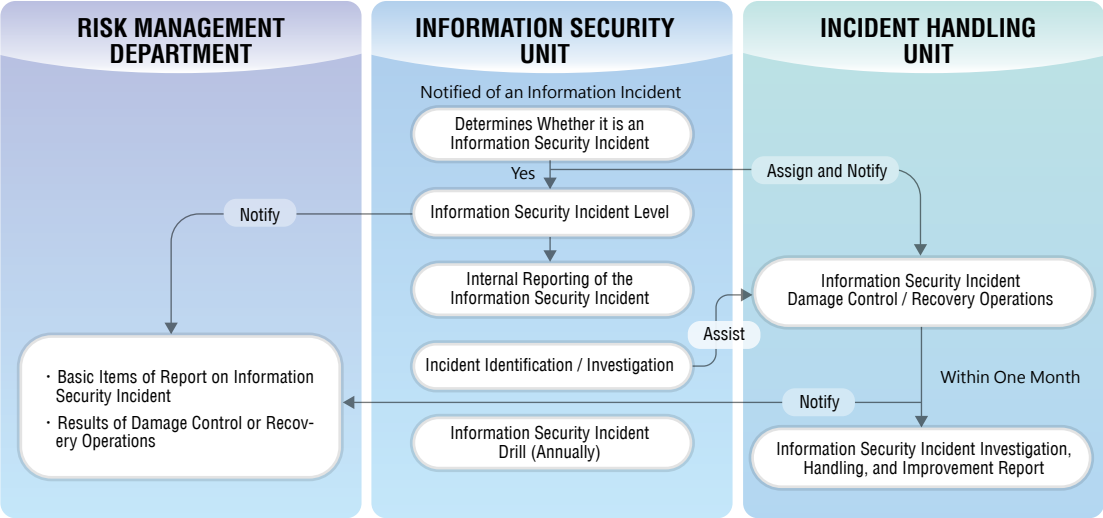 RISK MANAGEMENT
DEPARTMENT
Notify
・Basic Items of Report on Information
Security Incident
・Results of Damage Control or Recov-
ery Operations
INFORMATION SECURITY
UNIT
Notified of an Information Incident
Determines Whether it is an
Information Security Incident
Yes
Information Security Incident Level
Internal Reporting of the
Information Security Incident
Incident Identification / Investigation
Assist
Information Security Incident
Drill (Annually)
INCIDENT HANDLING
UNIT
Assign and Notify
Information Security Incident
Damage Control / Recovery Operations
Within One Month
Notify
Information Security Incident Investigation,
Handling, and Improvement Report